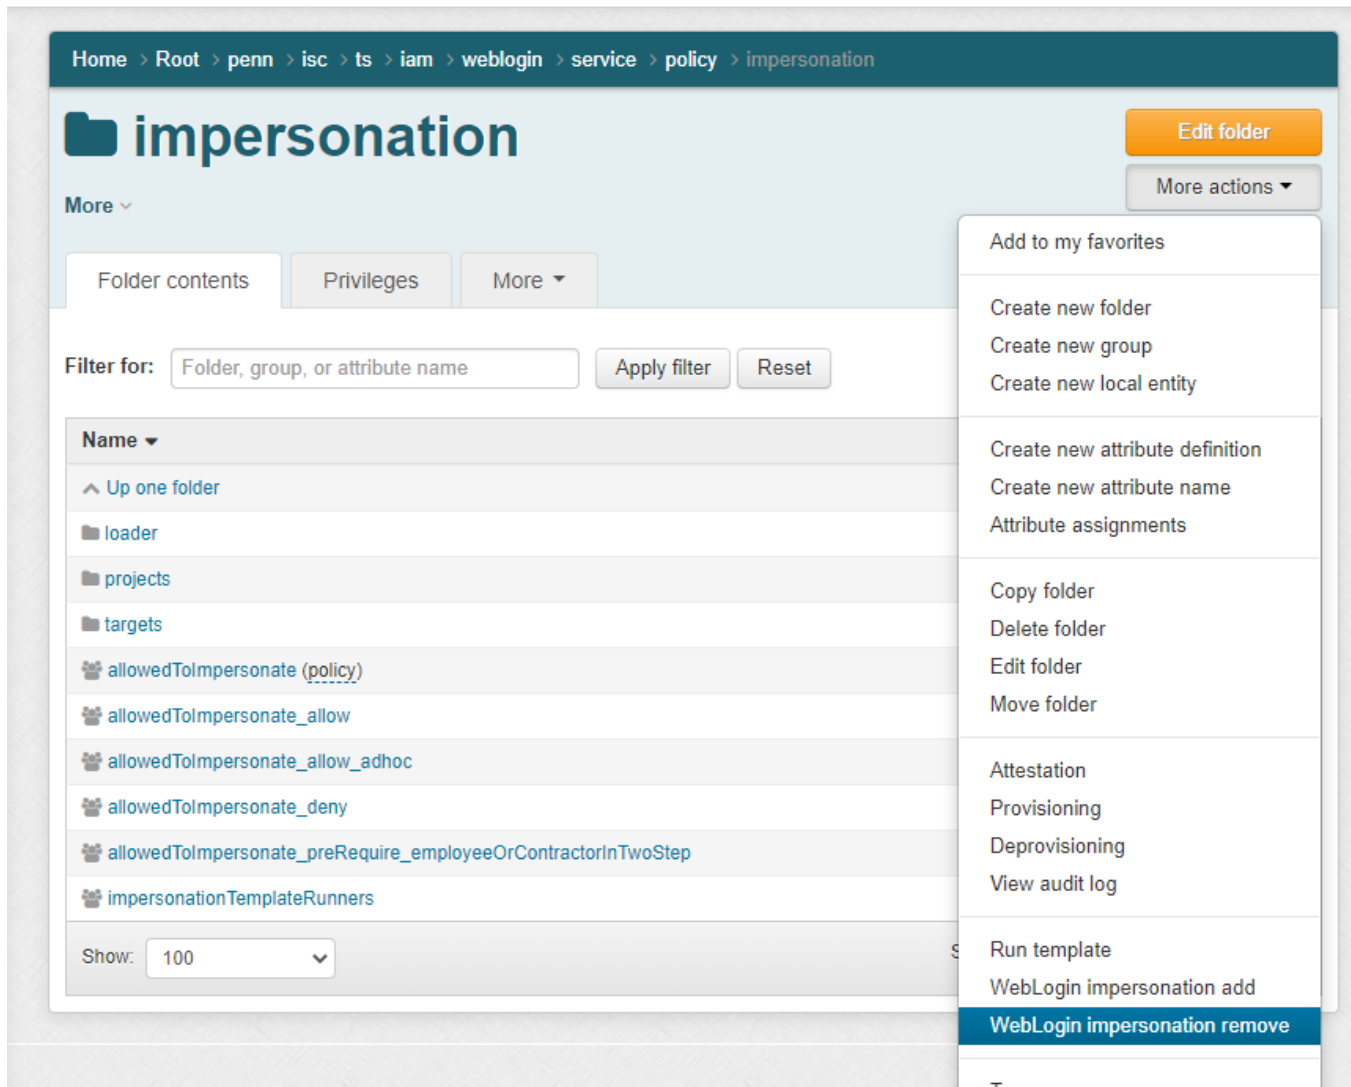 Home > Root > penn > isc > ts > iam > weblogin > service > policy > impersonation
impersonation
Edit folder
More actions
More
Folder contents
Privileges
More
Filter for:
Folder, group, or attribute name
Apply filter
Reset
Name
Up one folder
loader
projects
targets
allowedToImpersonate (policy)
allowedToImpersonate_allow
allowedToImpersonate_allow_adhoc
allowedToImpersonate_deny
allowedToImpersonate_preRequire_employeeOrContractorInTwoStep
impersonationTemplateRunners
Show: 100
Add to my favorites
Create new folder
Create new group
Create new local entity
Create new attribute definition
Create new attribute name
Attribute assignments
Copy folder
Delete folder
Edit folder
Move folder
Attestation
Provisioning
Deprovisioning
View audit log
Run template
WebLogin impersonation add
WebLogin impersonation remove